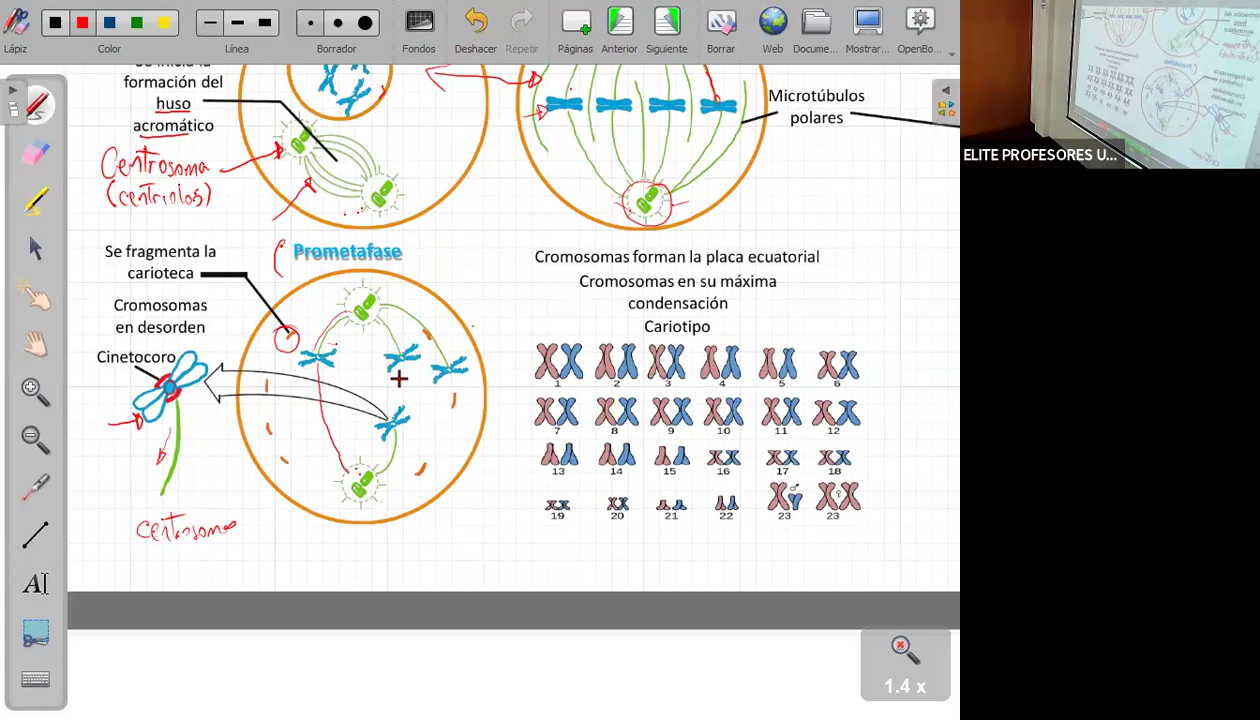 Lápiz
Color
Línea
Borrador
Fondos
Deshacer
Repetir
Páginas
Anterior
Siguiente
Borrar
Web
Docume...
Mostrar...
OpenBo...
Se inicia la
formación del
huso
acromático
Centrosoma
(centriolos)
Microtúbulos
polares
ELITE PROFESORES U...
Se fragmenta la
carioteca
Prometafase
Cromosomas
en desorden
Cinetocoro
centrosoma
Cromosomas forman la placa ecuatorial
Cromosomas en su máxima
condensación
Cariotipo
1 2 3 4 5 6
7 8 9 10 11 12
13 14 15 16 17 18
19 20 21 22 23 23
♂ ♀
1.4 x